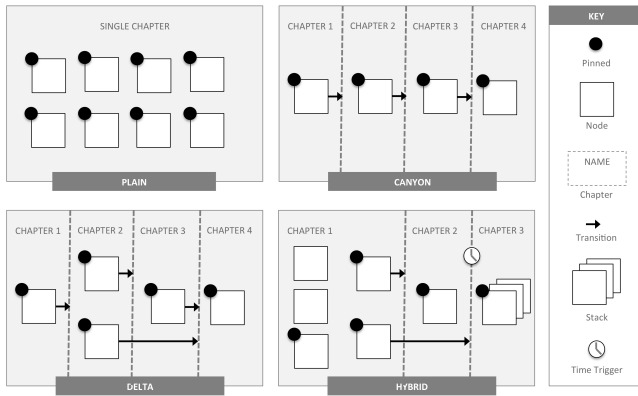 SINGLE CHAPTER
PLAIN
CHAPTER 1 CHAPTER 2 CHAPTER 3 CHAPTER 4
CANYON
CHAPTER 1 CHAPTER 2 CHAPTER 3 CHAPTER 4
DELTA
CHAPTER 1 CHAPTER 2 CHAPTER 3
HYBRID
KEY
Pinned
Node
NAME
Chapter
Transition
Stack
Time Trigger